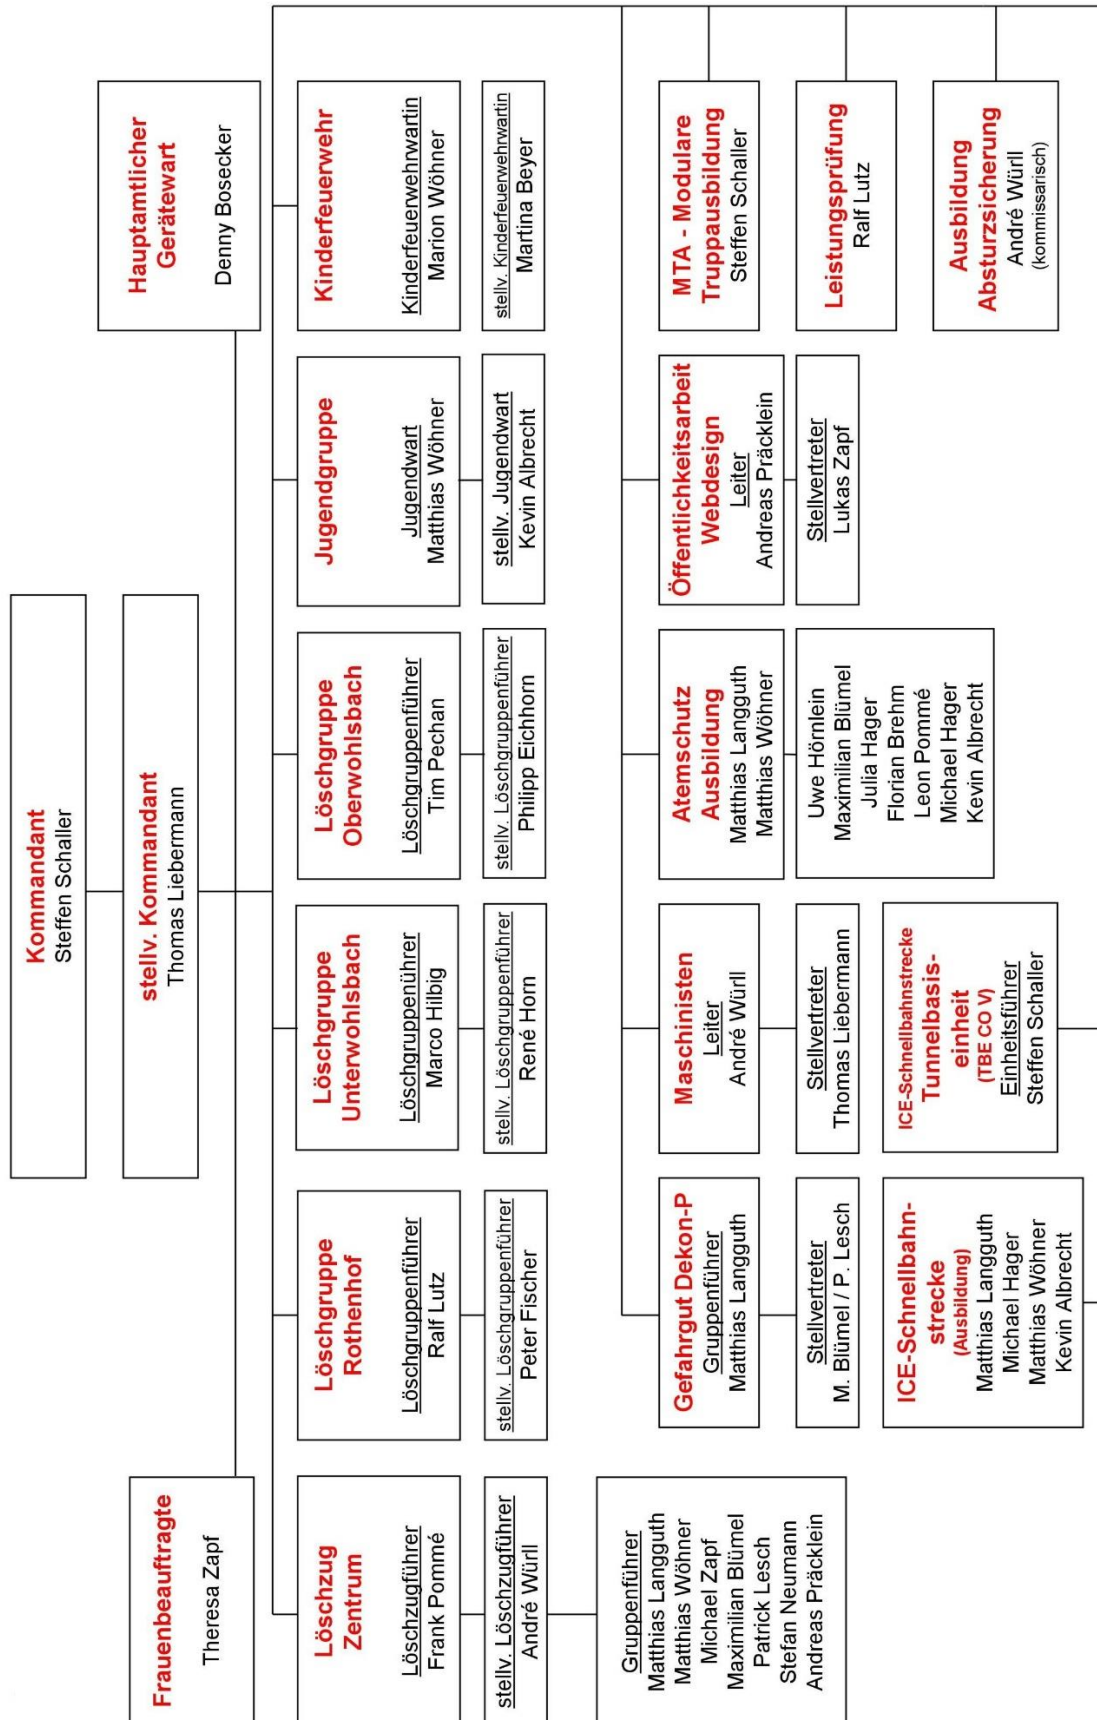 Kommandant
Steffen Schaller
stellv. Kommandant
Thomas Liebermann
Frauenbeauftragte
Theresa Zapf
Hauptamtlicher
Gerätewart
Denny Bosecker
Löschzug
Zentrum
Löschzugführer
Frank Pommé
stellv. Löschzugführer
André Würll
Gruppenführer
Matthias Langguth
Matthias Wöhner
Michael Zapf
Maximilian Blümel
Patrick Lesch
Stefan Neumann
Andreas Präcklein
Löschgruppe
Rothenhof
Löschgruppenführer
Ralf Lutz
stellv. Löschgruppenführer
Peter Fischer
Löschgruppe
Unterwohlsbach
Löschgruppenührer
Marco Hilbig
stellv. Löschgruppenführer
René Horn
Löschgruppe
Oberwohlsbach
Löschgruppenführer
Tim Pechan
stellv. Löschgruppenführer
Philipp Eichhorn
Jugendgruppe
Jugendwart
Matthias Wöhner
stellv. Jugendwart
Kevin Albrecht
Kinderfeuerwehr
Kinderfeuerwehrwartin
Marion Wöhner
stellv. Kinderfeuerwehrwartin
Martina Beyer
Gefahrgut Dekon-P
Gruppenführer
Matthias Langguth
Stellvertreter
M. Blümel / P. Lesch
Maschinisten
Leiter
André Würll
Stellvertreter
Thomas Liebermann
Atemschutz
Ausbildung
Matthias Langguth
Matthias Wöhner
Uwe Hörnlein
Maximilian Blümel
Julia Hager
Florian Brehm
Leon Pommé
Michael Hager
Kevin Albrecht
Öffentlichkeitsarbeit
Webdesign
Leiter
Andreas Präcklein
Stellvertreter
Lukas Zapf
MTA - Modulare
Truppausbildung
Steffen Schaller
Leistungsprüfung
Ralf Lutz
Ausbildung
Absturzsicherung
André Würll
(kommissarisch)
ICE-Schnellbahn-
strecke
(Ausbildung)
Matthias Langguth
Michael Hager
Matthias Wöhner
Kevin Albrecht
ICE-Schnellbahnstrecke
Tunnelbasis-
einheit
(TBE CO V)
Einheitsführer
Steffen Schaller